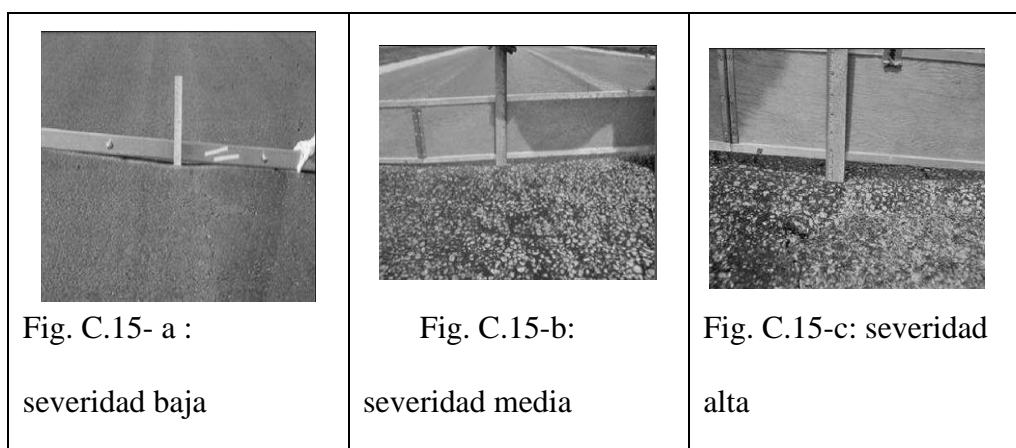 Fig. C.15- a :
severidad baja
Fig. C.15-b:
severidad media
Fig. C.15-c: severidad
alta